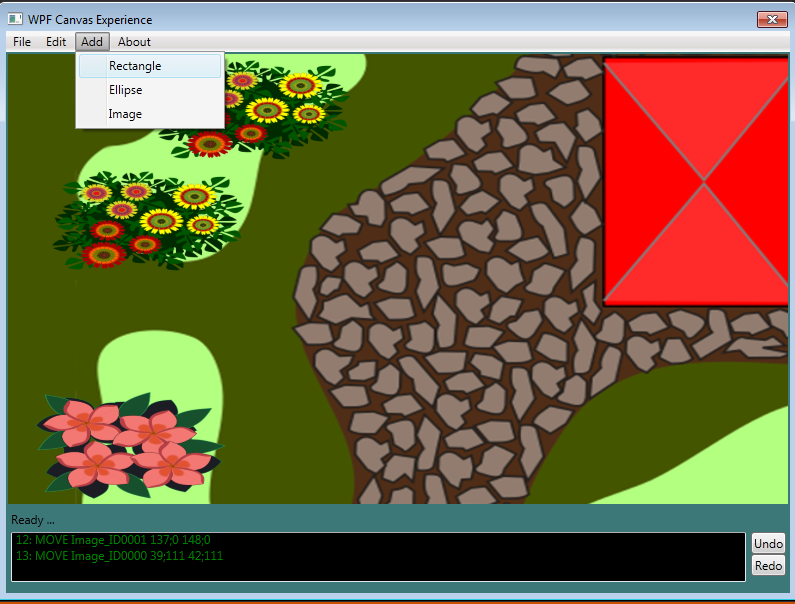 WPF Canvas Experience
File Edit Add About
Rectangle
Ellipse
Image
Ready ...
12: MOVE Image_ID0001 137;0 148;0
13: MOVE Image_ID0000 39;111 42;111
Undo
Redo